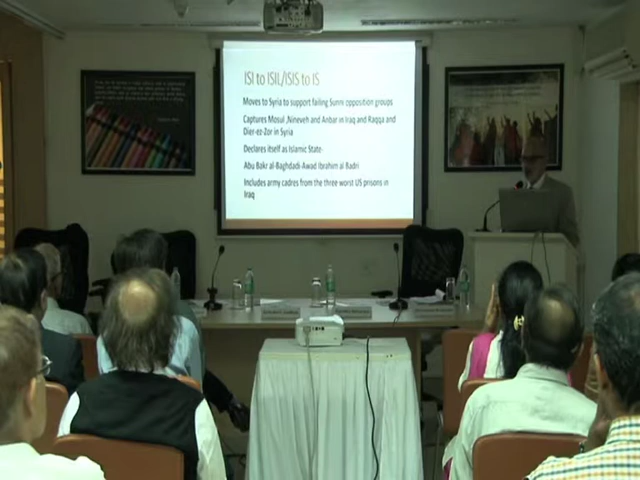 ISI to ISIL/ISIS to IS
Moves to Syria to support failing Sunni opposition groups
Captures Mosul ,Nineveh and Anbar in Iraq and Raqqa and
Dier-ez-Zor in Syria
Declares itself as Islamic State-
Abu Bakr al-Baghdadi-Awad Ibrahim al Badri
Includes army cadres from the three worst US prisons in
Iraq